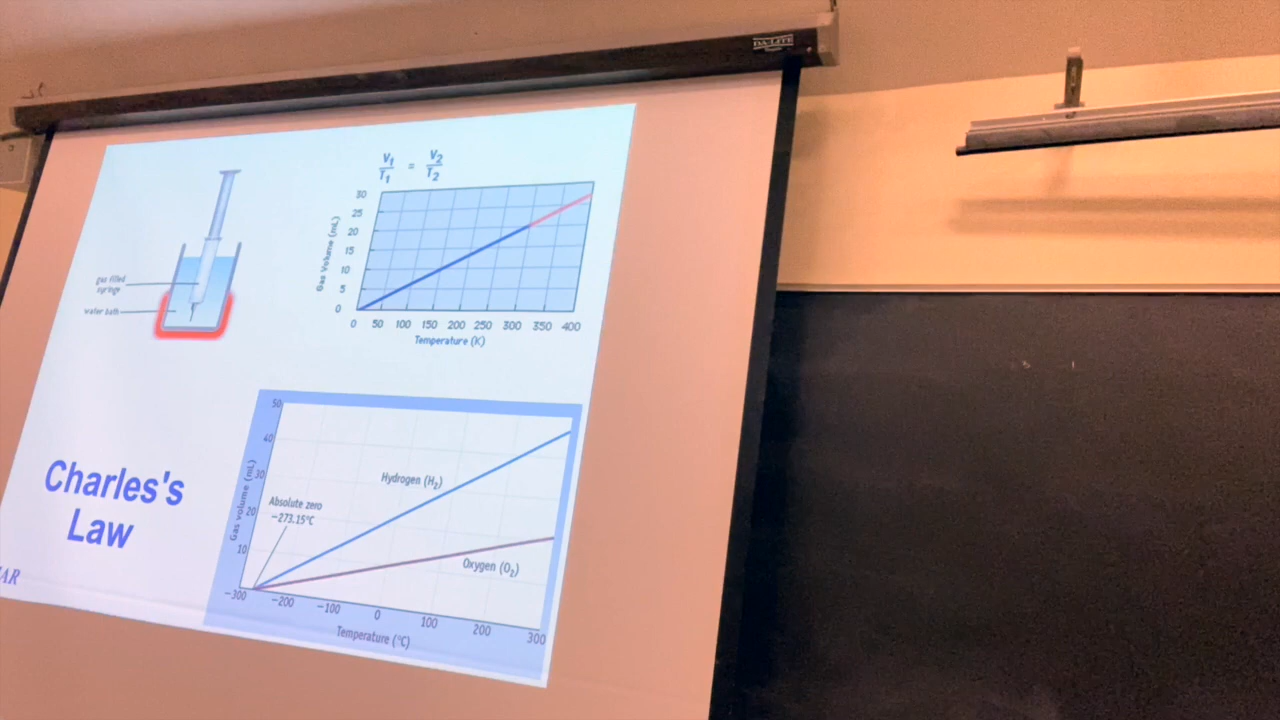 DA-LITE
V1
T1
=
V2
T2
30
25
20
15
10
5
0
Gas Volume (mL)
0 50 100 150 200 250 300 350 400
Temperature (K)
gas filled
syringe
water bath
50
40
30
20
10
Gas volume (mL)
Hydrogen (H2)
Absolute zero
−273.15°C
Oxygen (O2)
−300 −200 −100 0 100 200 300
Temperature (°C)
Charles's
Law